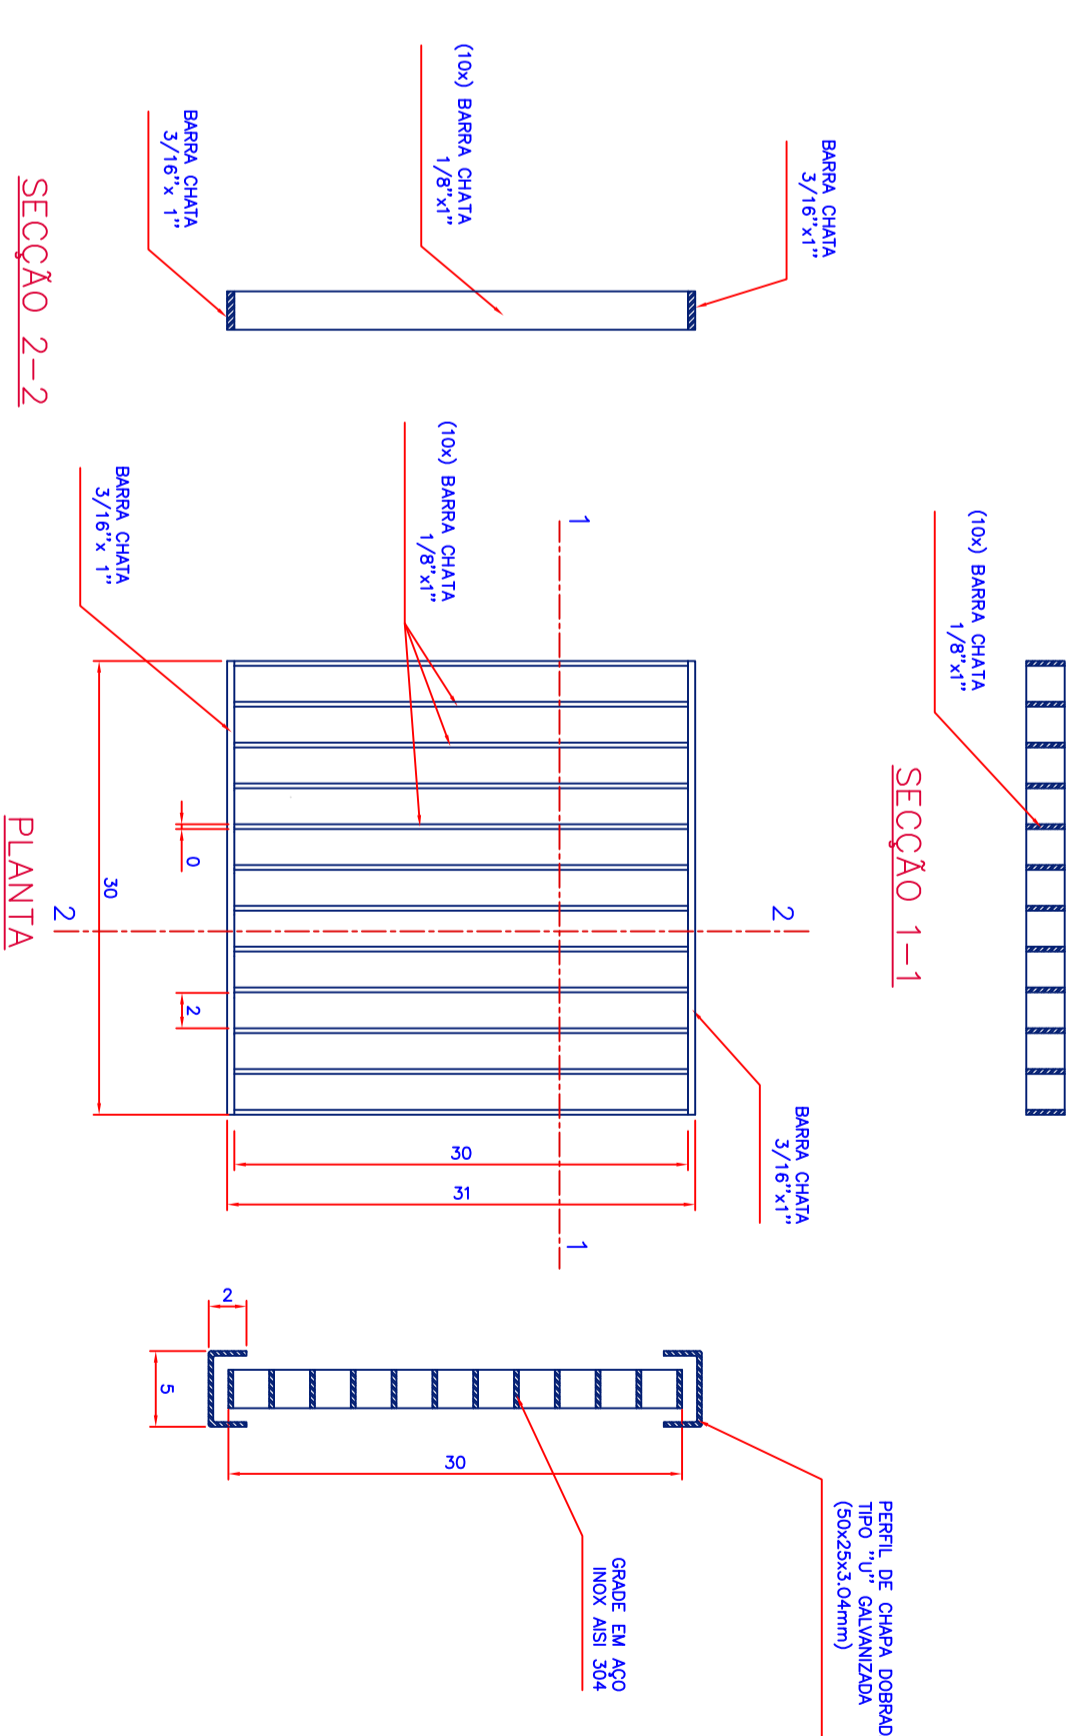 (10x) BARRA CHATA
1/8"x1"
SECÇÃO 1-1
BARRA CHATA
3/16"x1"
(10x) BARRA CHATA
1/8"x1"
BARRA CHATA
3/16"x 1"
SECÇÃO 2-2
(10x) BARRA CHATA
1/8"x1"
BARRA CHATA
3/16"x 1"
1
1
2
2
BARRA CHATA
3/16"x1"
30
31
0
2
30
PLANTA
PERFIL DE CHAPA DOBRAD
TIPO "U" GALVANIZADA
(50x25x3.04mm)
GRADE EM AÇO
INOX AISI 304
2
5
30